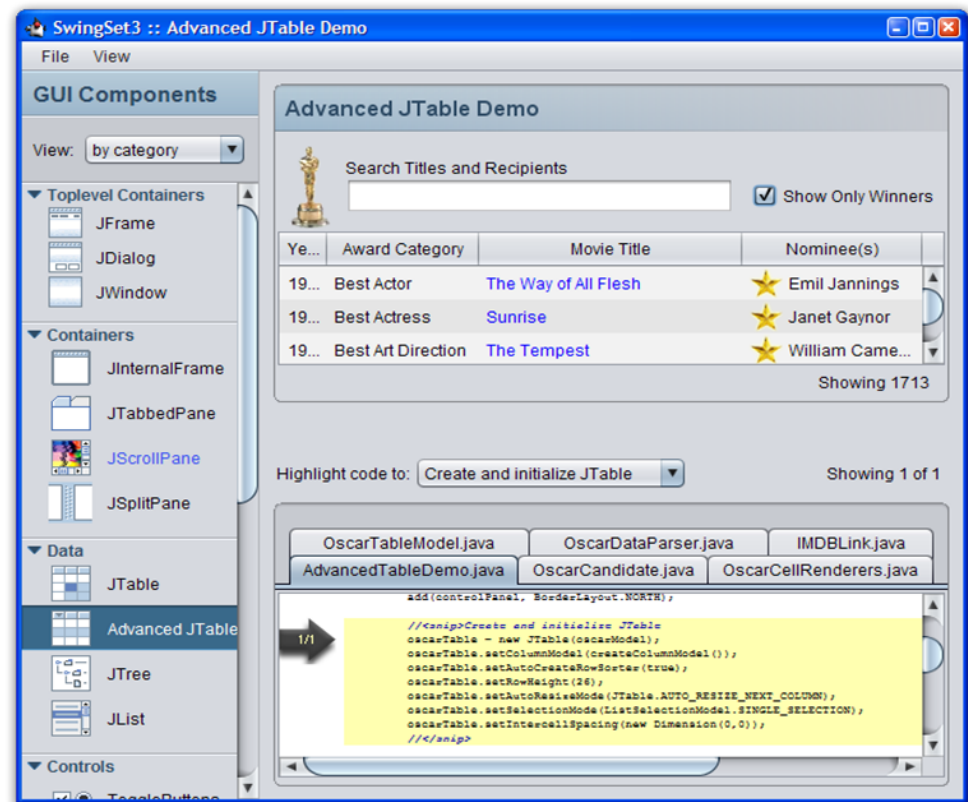 SwingSet3 :: Advanced JTable Demo
File View
GUI Components
View: by category
Toplevel Containers
JFrame
JDialog
JWindow
Containers
JInternalFrame
JTabbedPane
JScrollPane
JSplitPane
Data
JTable
Advanced JTable
JTree
JList
Controls
ToggleButtons
Advanced JTable Demo
Search Titles and Recipients
Show Only Winners
Ye... Award Category Movie Title Nominee(s)
19... Best Actor The Way of All Flesh Emil Jannings
19... Best Actress Sunrise Janet Gaynor
19... Best Art Direction The Tempest William Came...
Showing 1713
Highlight code to: Create and initialize JTable Showing 1 of 1
OscarTableModel.java OscarDataParser.java IMDBLink.java
AdvancedTableDemo.java OscarCandidate.java OscarCellRenderers.java
add(controlPanel, BorderLayout.NORTH);
1/1
//<snip>Create and initialize JTable
oscarTable = new JTable(oscarModel);
oscarTable.setColumnModel(createColumnModel());
oscarTable.setAutoCreateRowSorter(true);
oscarTable.setRowHeight(26);
oscarTable.setAutoResizeMode(JTable.AUTO_RESIZE_NEXT_COLUMN);
oscarTable.setSelectionMode(ListSelectionModel.SINGLE_SELECTION);
oscarTable.setIntercellSpacing(new Dimension(0,0));
//</snip>